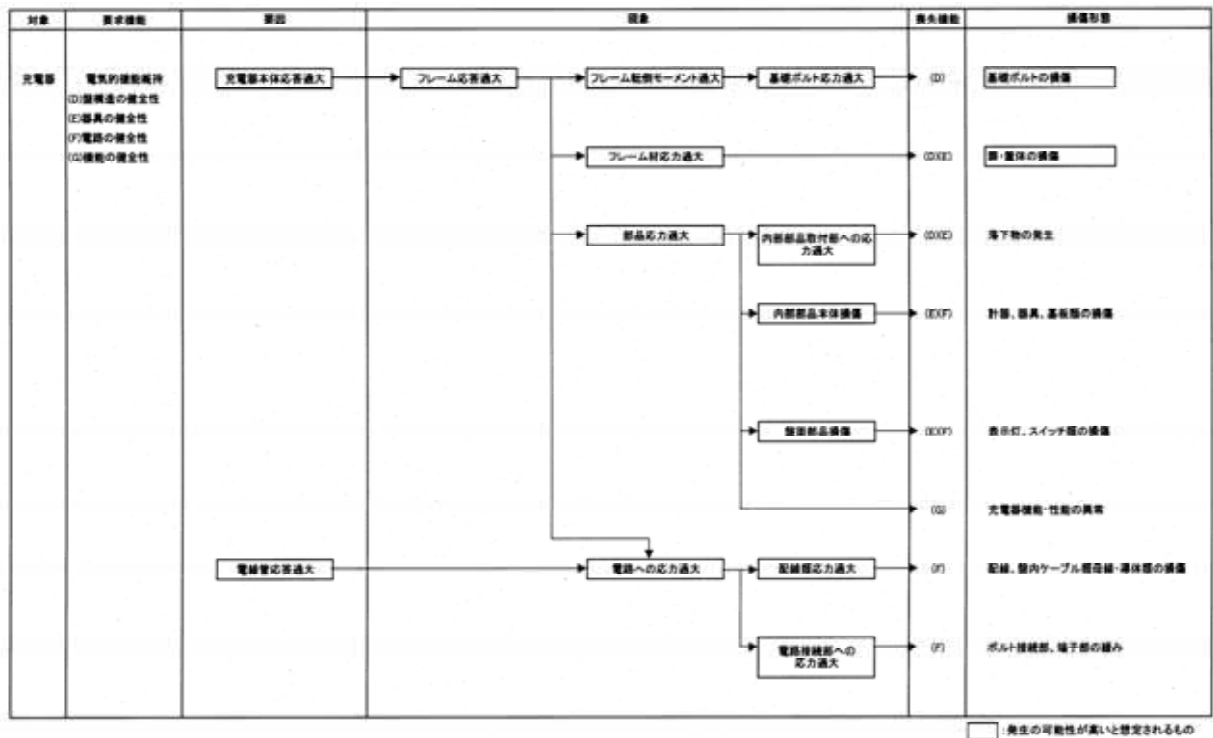 対象 要求機能 要因 現象 喪失機能 損傷形態
充電器 電気的機能維持 充電器本体応答過大 フレーム応答過大 フレーム転倒モーメント過大 基礎ボルト応力過大 (D) 基礎ボルトの損傷
(D)盤構造の健全性
(E)器具の健全性
(F)電路の健全性
(G)機能の健全性
フレーム材応力過大 (D)(E) 扉・筐体の損傷
部品応力過大 内部部品取付部への応 (D)(E) 落下物の発生
力過大
内部部品本体損傷 (E)(F) 計器、器具、基板類の損傷
盤面部品損傷 (E)(F) 表示灯、スイッチ類の損傷
(G) 充電器機能・性能の異常
電線管応答過大 電路への応力過大 配線類応力過大 (F) 配線、盤内ケーブル類母線・導体類の損傷
電路接続部への (F) ボルト接続部、端子部の緩み
応力過大
:発生の可能性が高いと想定されるもの